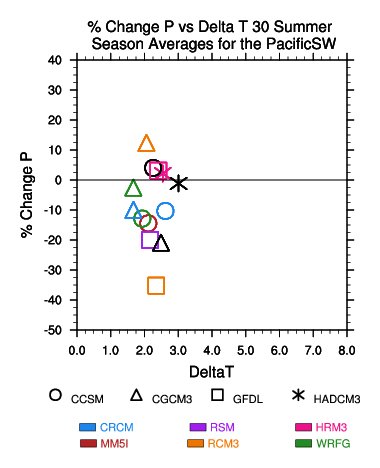 % Change P vs Delta T 30 Summer
Season Averages for the PacificSW
% Change P
40
30
20
10
0
-10
-20
-30
-40
-50
0.0 1.0 2.0 3.0 4.0 5.0 6.0 7.0 8.0
DeltaT
CCSM CGCM3 GFDL HADCM3
CRCM RSM HRM3
MM5I RCM3 WRFG